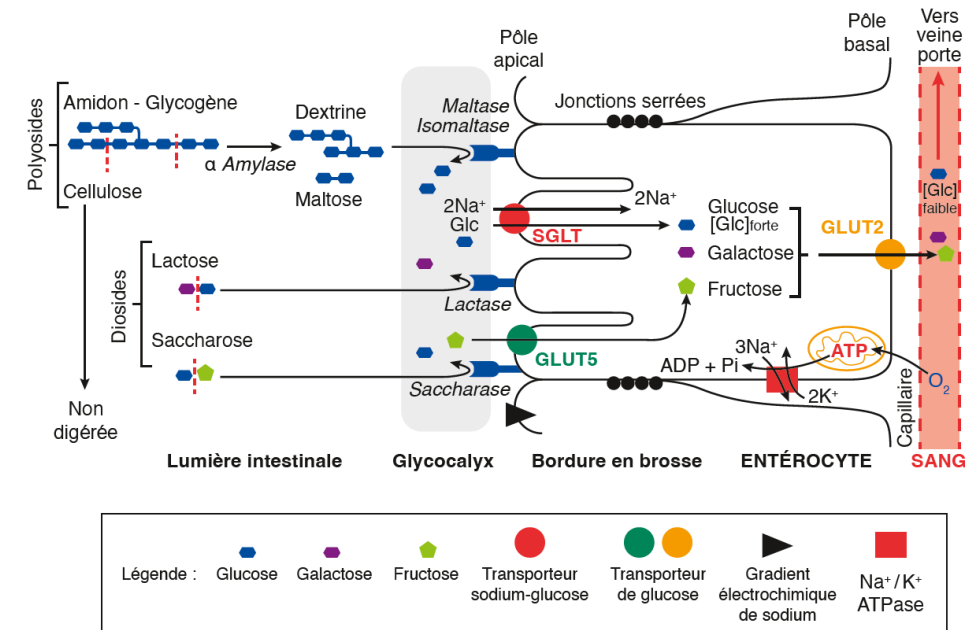 Pôle
apical
Pôle
basal
Vers
veine
porte
Polyosides
Amidon - Glycogène
α Amylase
Cellulose
Dextrine
Maltose
Maltase
Isomaltase
Jonctions serrées
2Na⁺
Glc
SGLT
2Na⁺
Glucose
[Glc]forte
Galactose
Fructose
GLUT2
[Glc]
faible
Diosides
Lactose
Lactase
Saccharose
GLUT5
Saccharase
ADP + Pi
3Na⁺
2K⁺
ATP
O₂
Capillaire
Non
digérée
Lumière intestinale
Glycocalyx
Bordure en brosse
ENTÉROCYTE
SANG
Légende :
Glucose
Galactose
Fructose
Transporteur
sodium-glucose
Transporteur
de glucose
Gradient
électrochimique
de sodium
Na⁺/K⁺
ATPase